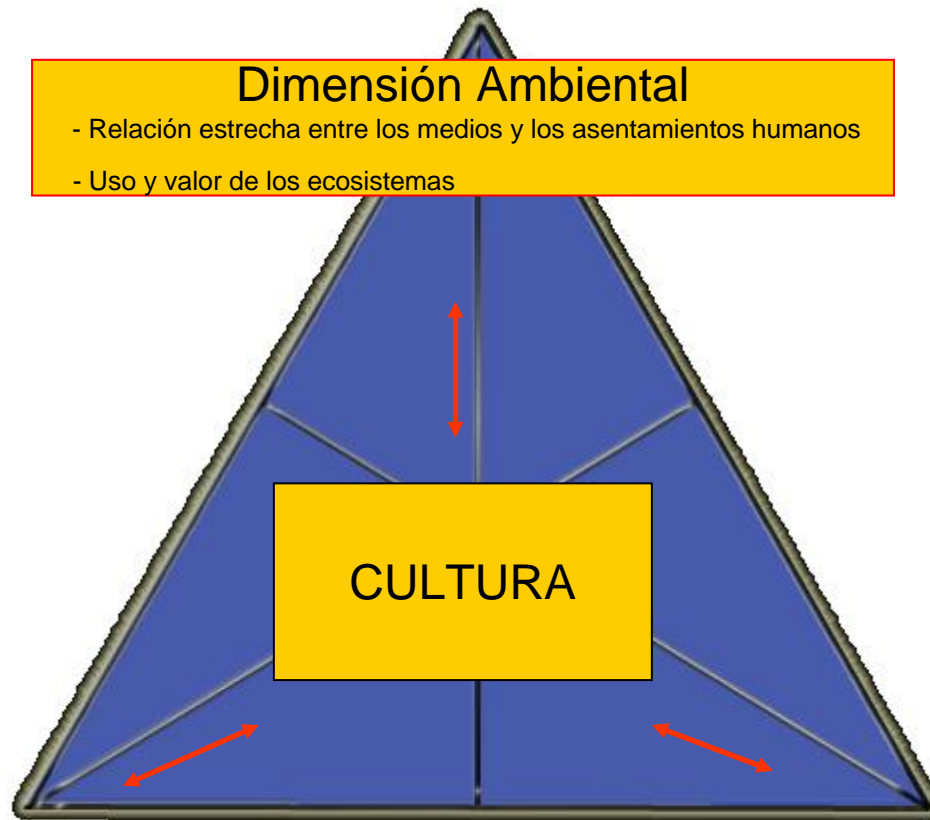 Dimensión Ambiental
- Relación estrecha entre los medios y los asentamientos humanos
- Uso y valor de los ecosistemas
CULTURA